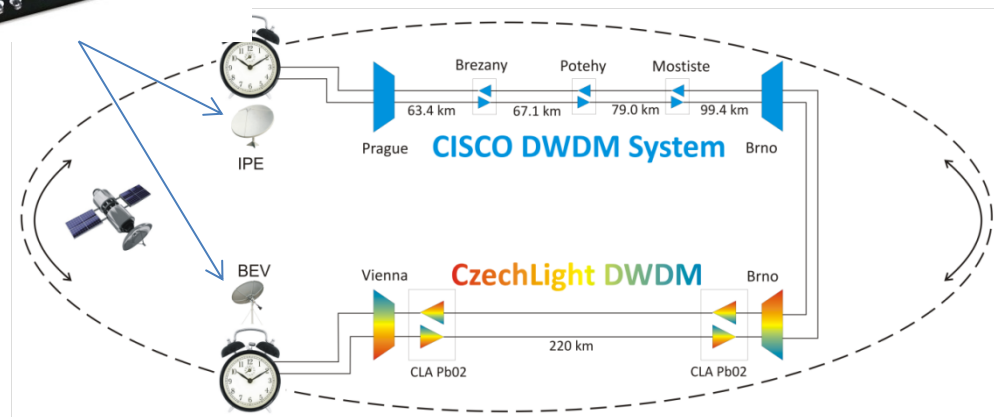 Brezany
Potehy
Mostiste
63.4 km
67.1 km
79.0 km
99.4 km
IPE
Prague
CISCO DWDM System
Brno
BEV
Vienna
CzechLight DWDM
Brno
220 km
CLA Pb02
CLA Pb02